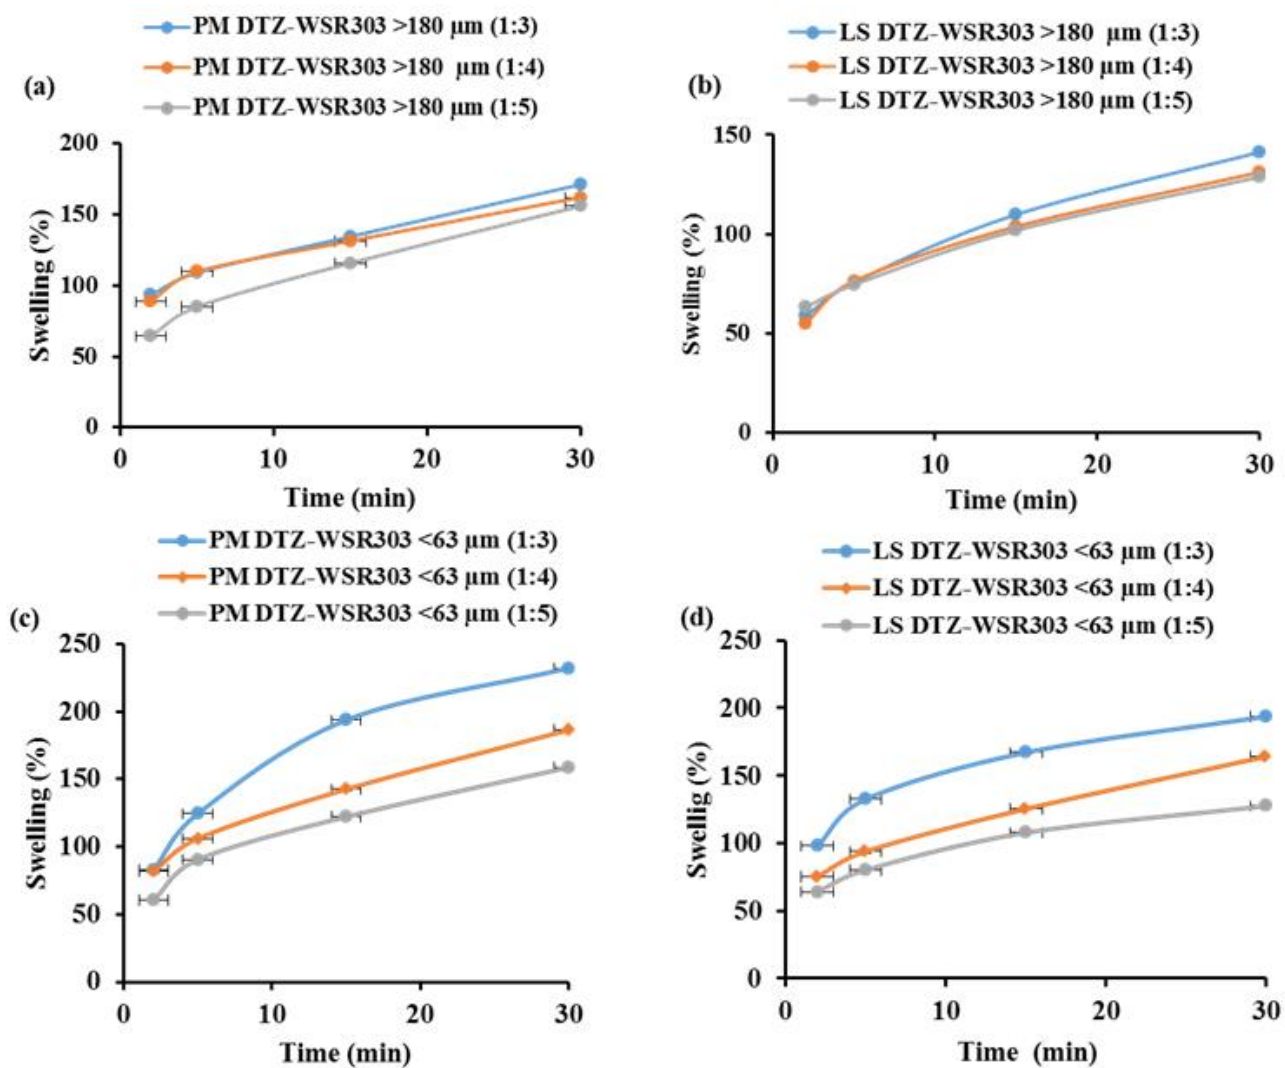 PM DTZ-WSR303 >180 µm (1:3)
PM DTZ-WSR303 >180 µm (1:4)
PM DTZ-WSR303 >180 µm (1:5)
(a)
200
150
100
50
0
Swelling (%)
0 10 20 30
Time (min)
LS DTZ-WSR303 >180 µm (1:3)
LS DTZ-WSR303 >180 µm (1:4)
LS DTZ-WSR303 >180 µm (1:5)
(b)
150
100
50
0
Swelling (%)
0 10 20 30
Time (min)
PM DTZ-WSR303 <63 µm (1:3)
PM DTZ-WSR303 <63 µm (1:4)
PM DTZ-WSR303 <63 µm (1:5)
(c)
250
200
150
100
50
0
Swelling (%)
0 10 20 30
Time (min)
LS DTZ-WSR303 <63 µm (1:3)
LS DTZ-WSR303 <63 µm (1:4)
LS DTZ-WSR303 <63 µm (1:5)
(d)
250
200
150
100
50
0
Swellig (%)
0 10 20 30
Time (min)